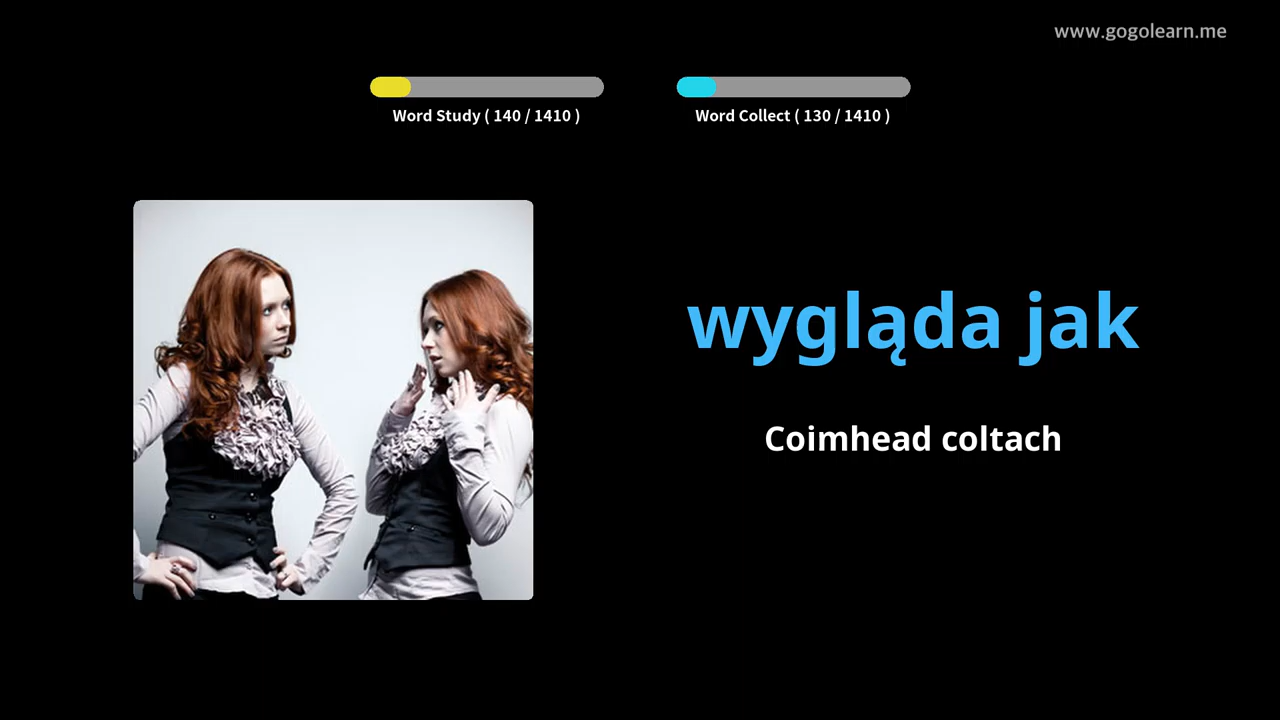 www.gogolearn.me
Word Study ( 140 / 1410 )
Word Collect ( 130 / 1410 )
wygląda jak
Coimhead coltach